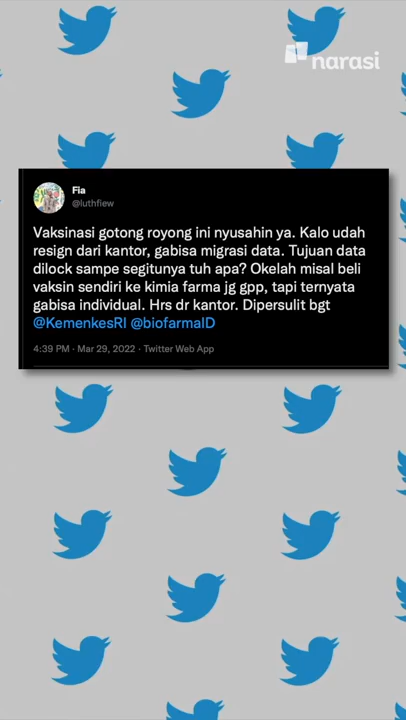 narasi
Fia
@luthfiew
Vaksinasi gotong royong ini nyusahin ya. Kalo udah
resign dari kantor, gabisa migrasi data. Tujuan data
dilock sampe segitunya tuh apa? Okelah misal beli
vaksin sendiri ke kimia farma jg gpp, tapi ternyata
gabisa individual. Hrs dr kantor. Dipersulit bgt
@KemenkesRI @biofarmaID
4:39 PM · Mar 29, 2022 · Twitter Web App